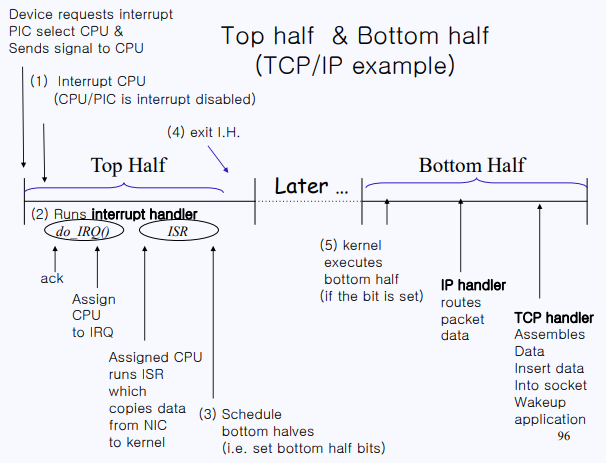 Device requests interrupt
PIC select CPU &
Sends signal to CPU
Top half & Bottom half
(TCP/IP example)
(1) Interrupt CPU
(CPU/PIC is interrupt disabled)
(4) exit I.H.
Top Half
Later ...
Bottom Half
(2) Runs interrupt handler
do_IRQ()
ISR
ack
Assign
CPU
to IRQ
Assigned CPU
runs ISR
which
copies data
from NIC
to kernel
(3) Schedule
bottom halves
(i.e. set bottom half bits)
(5) kernel
executes
bottom half
(if the bit is set)
IP handler
routes
packet
data
TCP handler
Assembles
Data
Insert data
Into socket
Wakeup
application
96